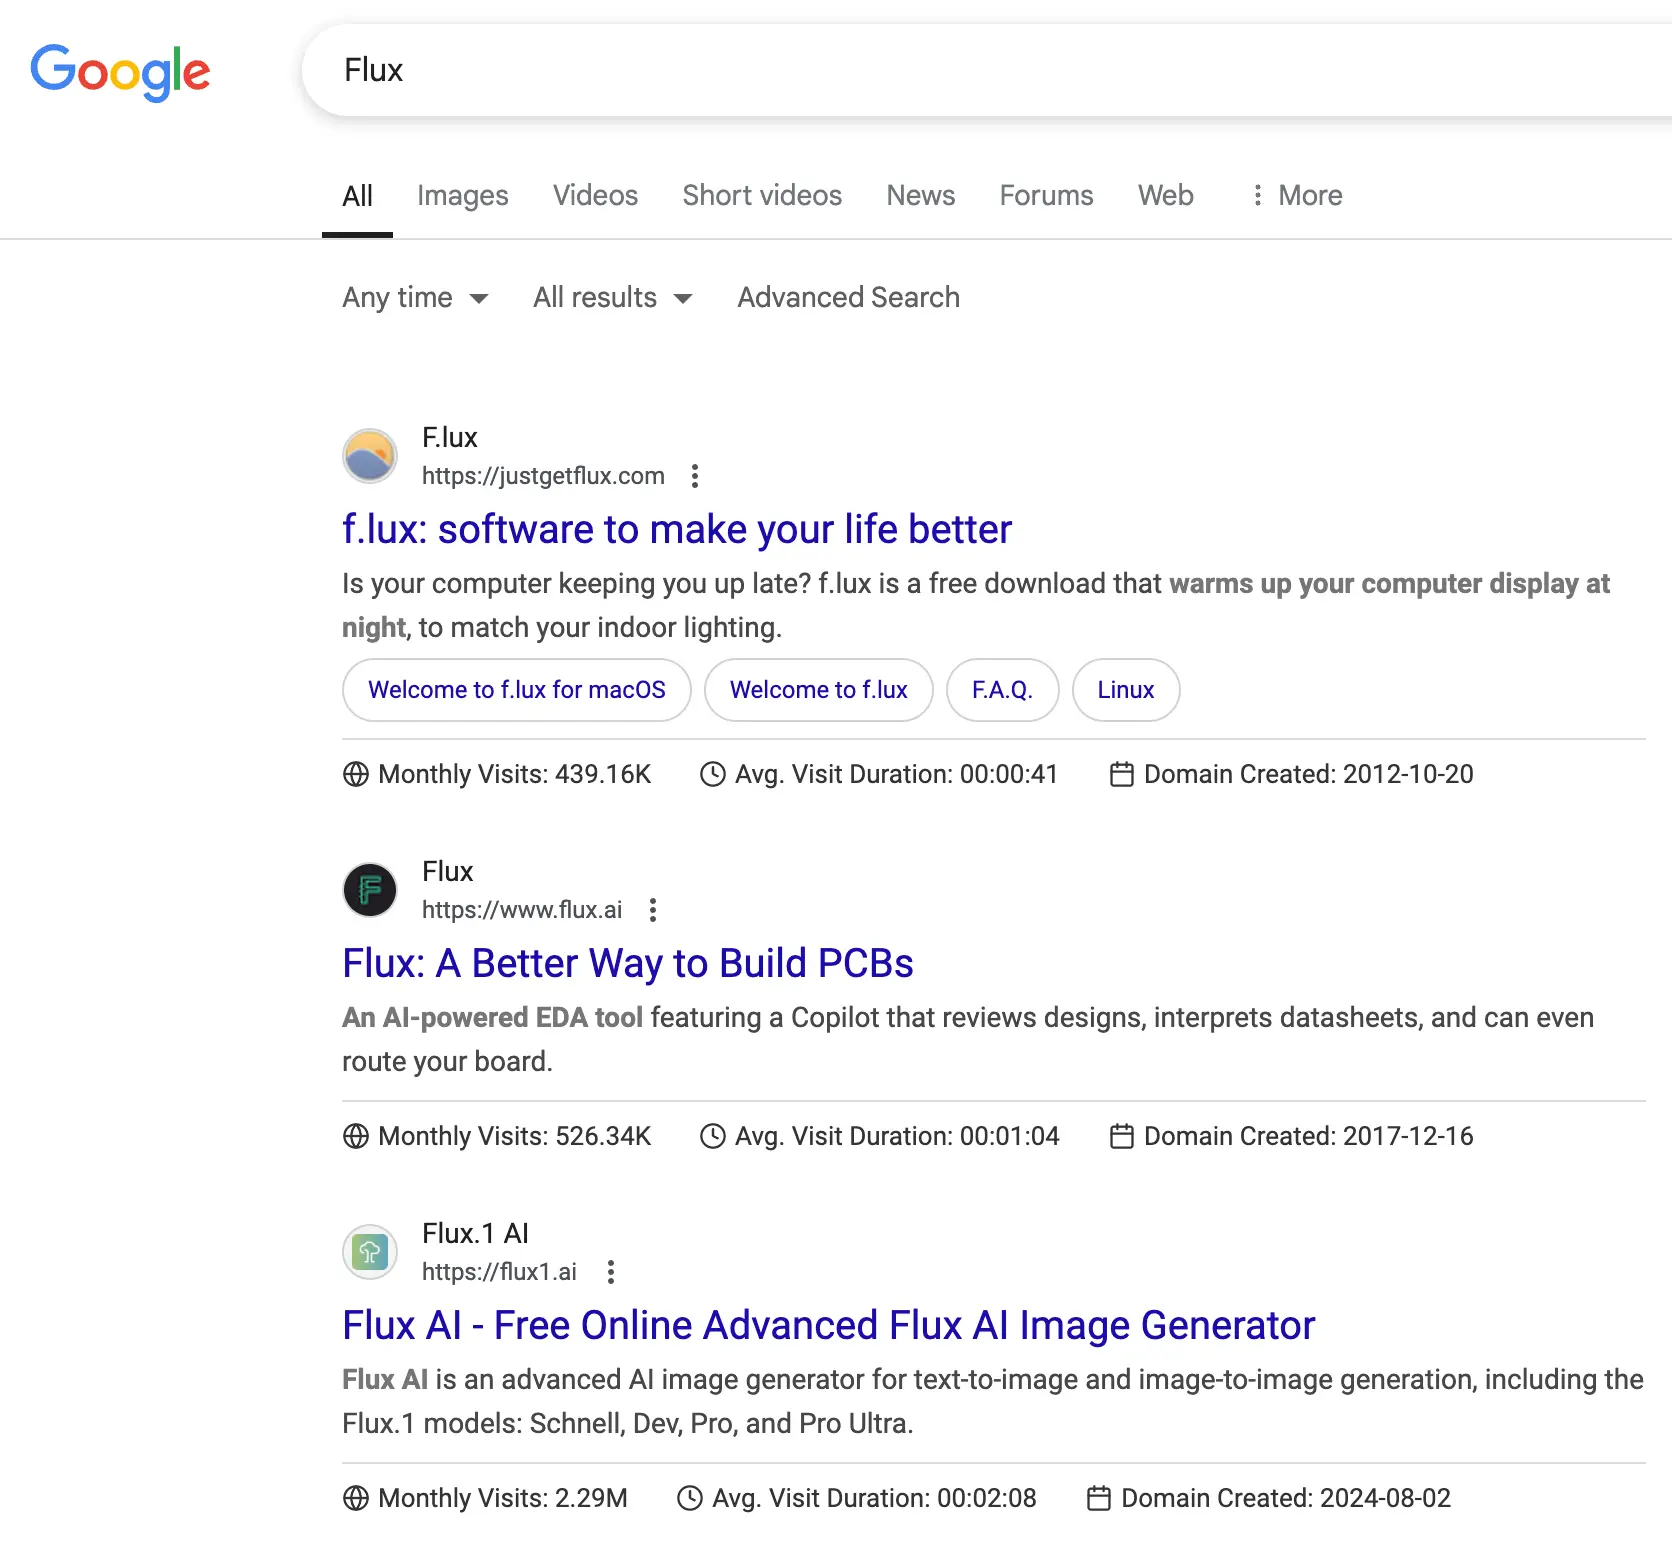 Google
Flux
All Images Videos Short videos News Forums Web More
Any time All results Advanced Search
F.lux
https://justgetflux.com
f.lux: software to make your life better
Is your computer keeping you up late? f.lux is a free download that warms up your computer display at
night, to match your indoor lighting.
Welcome to f.lux for macOS Welcome to f.lux F.A.Q. Linux
Monthly Visits: 439.16K Avg. Visit Duration: 00:00:41 Domain Created: 2012-10-20
Flux
https://www.flux.ai
Flux: A Better Way to Build PCBs
An AI-powered EDA tool featuring a Copilot that reviews designs, interprets datasheets, and can even
route your board.
Monthly Visits: 526.34K Avg. Visit Duration: 00:01:04 Domain Created: 2017-12-16
Flux.1 AI
https://flux1.ai
Flux AI - Free Online Advanced Flux AI Image Generator
Flux AI is an advanced AI image generator for text-to-image and image-to-image generation, including the
Flux.1 models: Schnell, Dev, Pro, and Pro Ultra.
Monthly Visits: 2.29M Avg. Visit Duration: 00:02:08 Domain Created: 2024-08-02